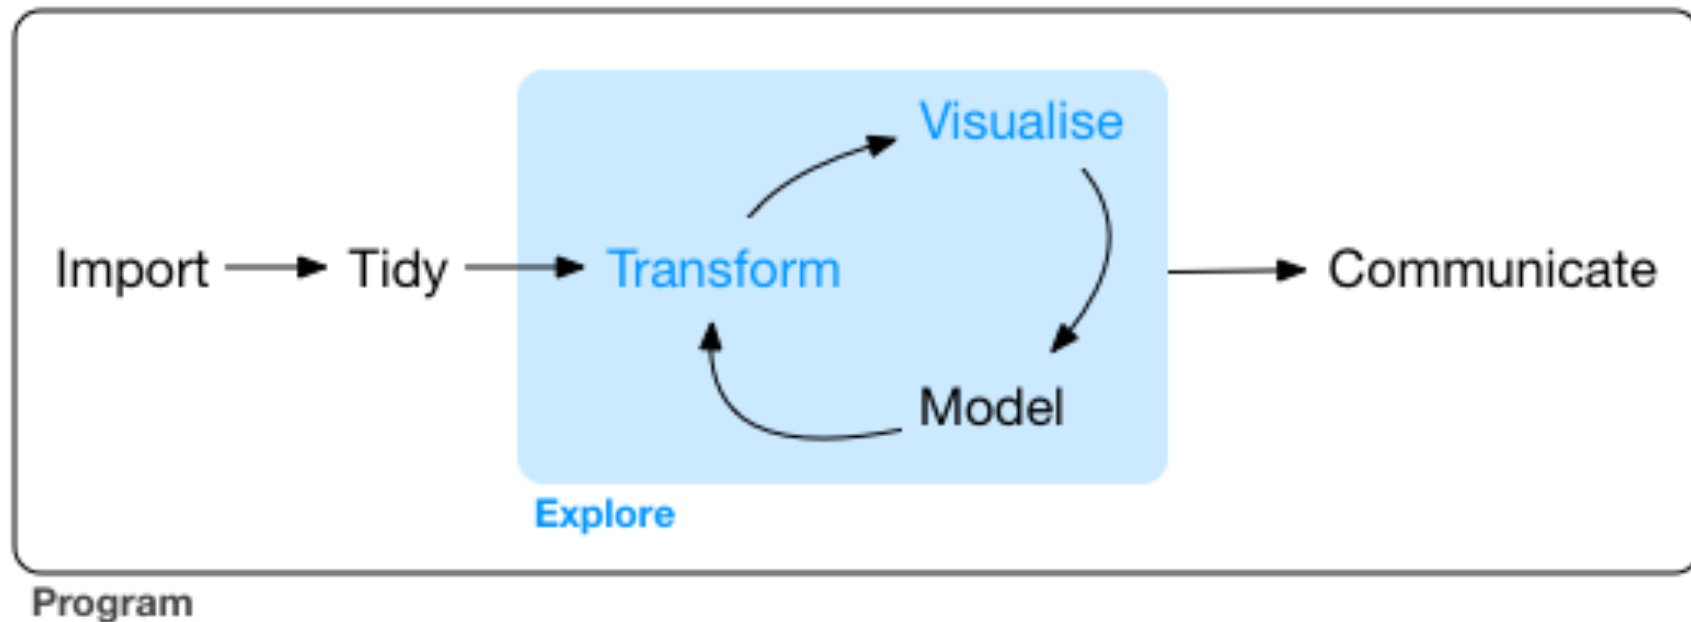 Visualise
Import Tidy Transform Communicate
Model
Explore
Program